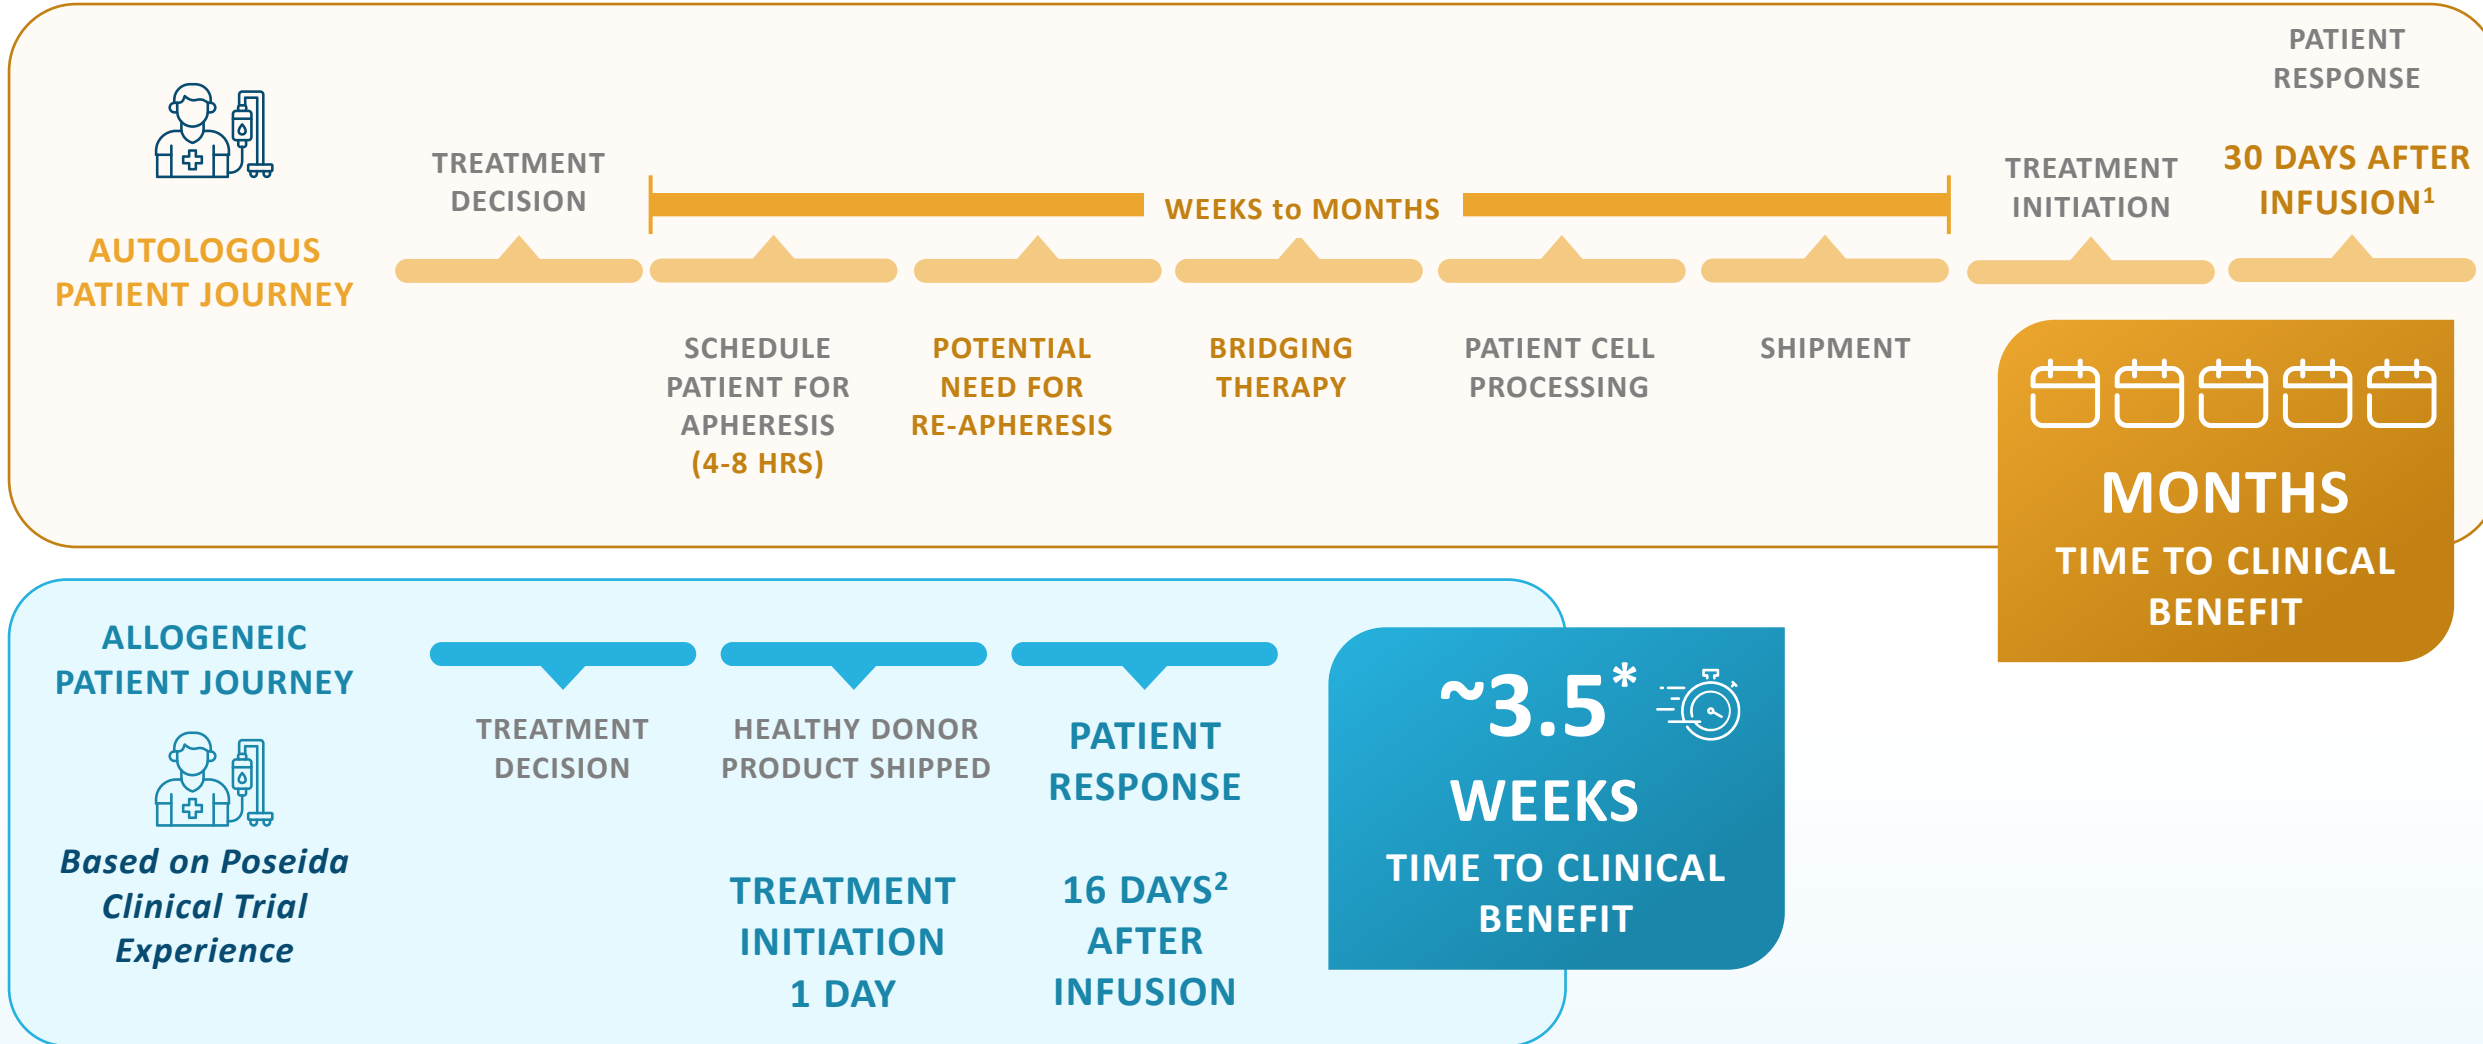 AUTOLOGOUS
PATIENT JOURNEY
TREATMENT
DECISION
WEEKS to MONTHS
SCHEDULE
PATIENT FOR
APHERESIS
(4-8 HRS)
POTENTIAL
NEED FOR
RE-APHERESIS
BRIDGING
THERAPY
PATIENT CELL
PROCESSING
SHIPMENT
TREATMENT
INITIATION
PATIENT
RESPONSE
30 DAYS AFTER
INFUSION¹
MONTHS
TIME TO CLINICAL
BENEFIT
ALLOGENEIC
PATIENT JOURNEY
Based on Poseida
Clinical Trial
Experience
TREATMENT
DECISION
HEALTHY DONOR
PRODUCT SHIPPED
TREATMENT
INITIATION
1 DAY
PATIENT
RESPONSE
16 DAYS²
AFTER
INFUSION
~3.5*
WEEKS
TIME TO CLINICAL
BENEFIT